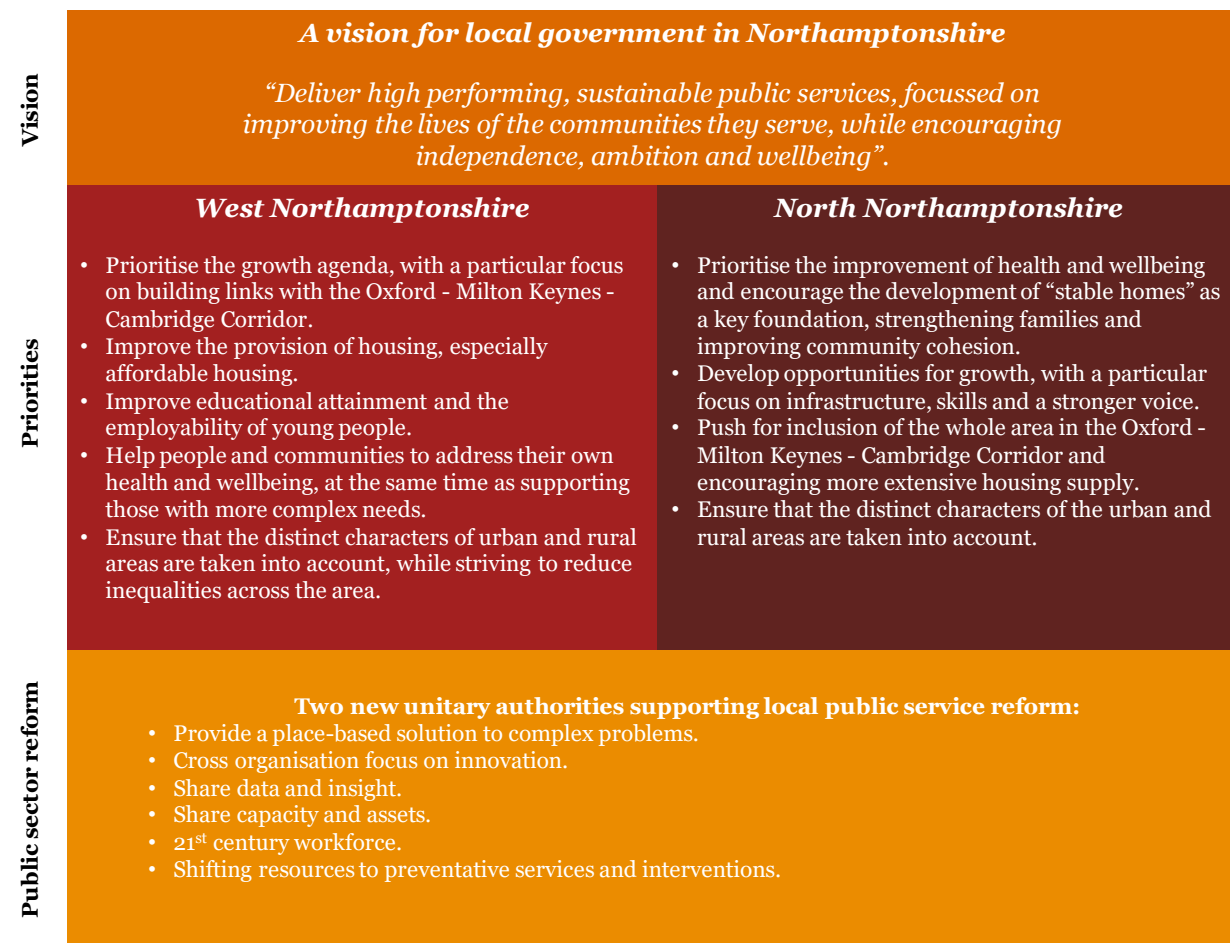 A vision for local government in Northamptonshire
“Deliver high performing, sustainable public services, focussed on
improving the lives of the communities they serve, while encouraging
independence, ambition and wellbeing”.
Vision
West Northamptonshire
• Prioritise the growth agenda, with a particular focus
on building links with the Oxford - Milton Keynes -
Cambridge Corridor.
• Improve the provision of housing, especially
affordable housing.
• Improve educational attainment and the
employability of young people.
• Help people and communities to address their own
health and wellbeing, at the same time as supporting
those with more complex needs.
• Ensure that the distinct characters of urban and rural
areas are taken into account, while striving to reduce
inequalities across the area.
North Northamptonshire
• Prioritise the improvement of health and wellbeing
and encourage the development of “stable homes” as
a key foundation, strengthening families and
improving community cohesion.
• Develop opportunities for growth, with a particular
focus on infrastructure, skills and a stronger voice.
• Push for inclusion of the whole area in the Oxford -
Milton Keynes - Cambridge Corridor and
encouraging more extensive housing supply.
• Ensure that the distinct characters of the urban and
rural areas are taken into account.
Priorities
Two new unitary authorities supporting local public service reform:
• Provide a place-based solution to complex problems.
• Cross organisation focus on innovation.
• Share data and insight.
• Share capacity and assets.
• 21st century workforce.
• Shifting resources to preventative services and interventions.
Public sector reform